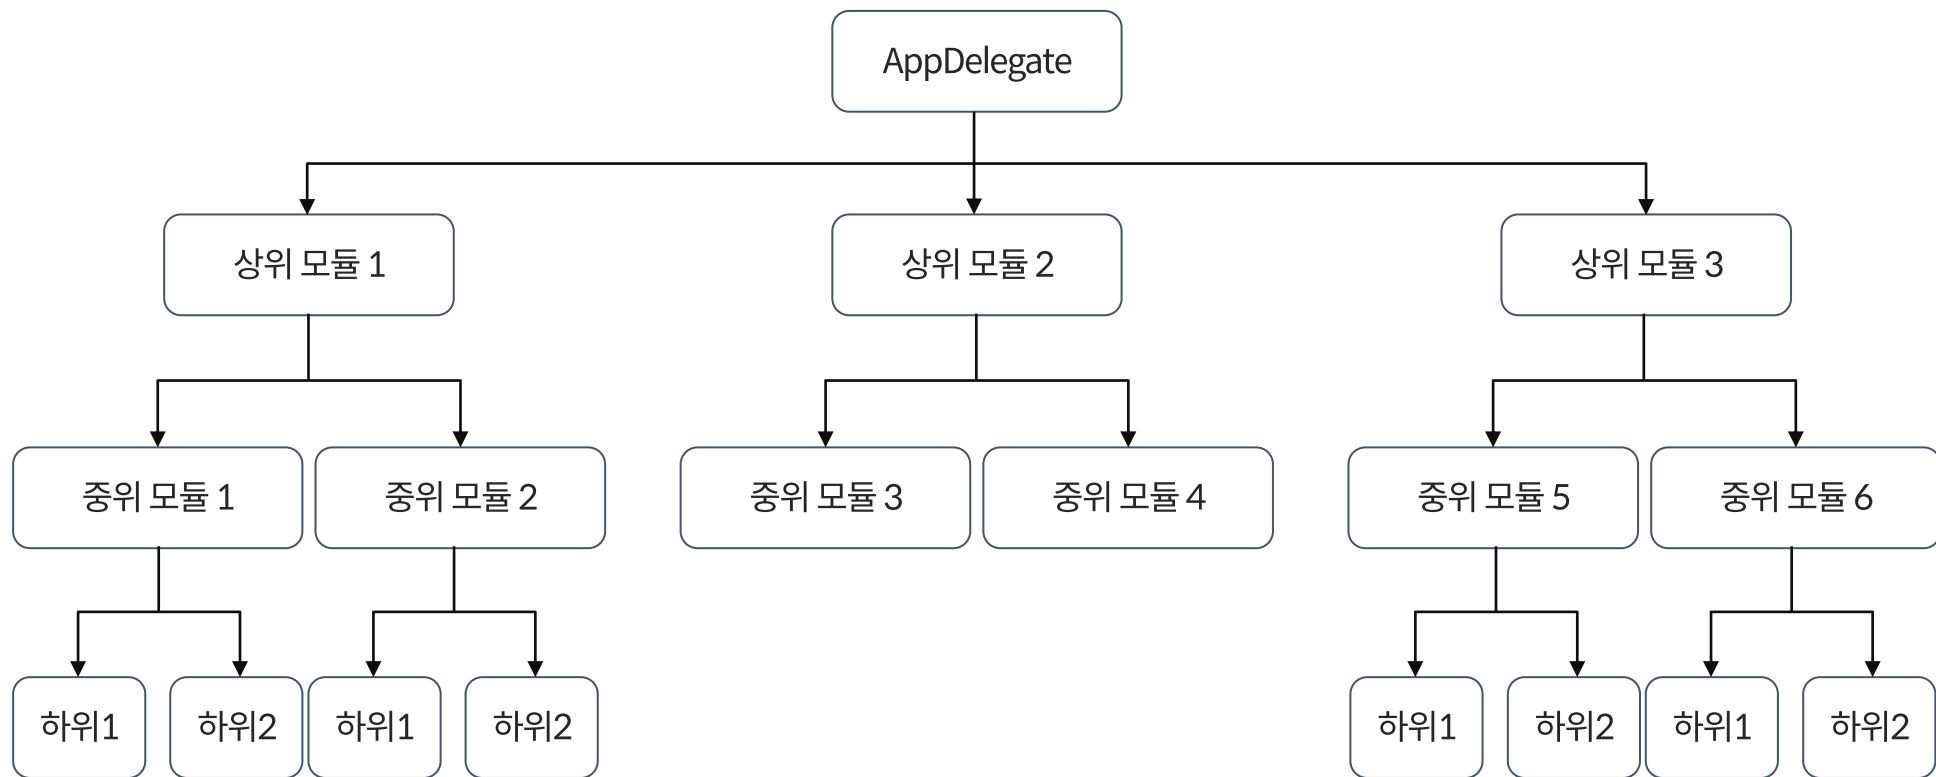 AppDelegate
상위 모듈 1
상위 모듈 2
상위 모듈 3
중위 모듈 1
중위 모듈 2
중위 모듈 3
중위 모듈 4
중위 모듈 5
중위 모듈 6
하위1
하위2
하위1
하위2
하위1
하위2
하위1
하위2